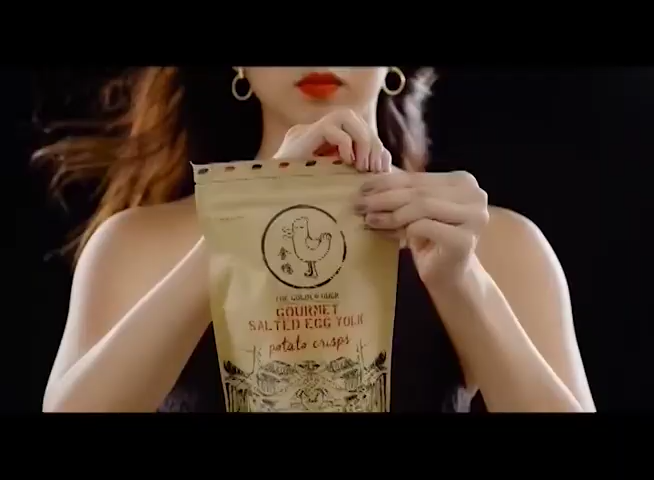 THE GOLDEN DUCK
GOURMET
SALTED EGG YOLK
potato crisps